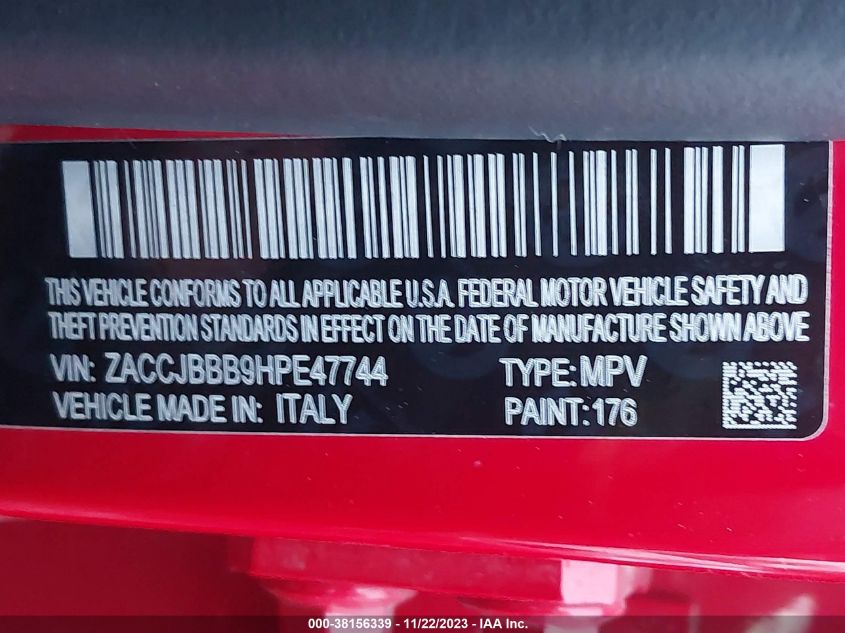 THIS VEHICLE CONFORMS TO ALL APPLICABLE U.S.A. FEDERAL MOTOR VEHICLE SAFETY AND
THEFT PREVENTION STANDARDS IN EFFECT ON THE DATE OF MANUFACTURE SHOWN ABOVE
VIN: ZACCJBBB9HPE47744 TYPE: MPV
VEHICLE MADE IN: ITALY PAINT: 176
000-38156339 - 11/22/2023 - IAA Inc.